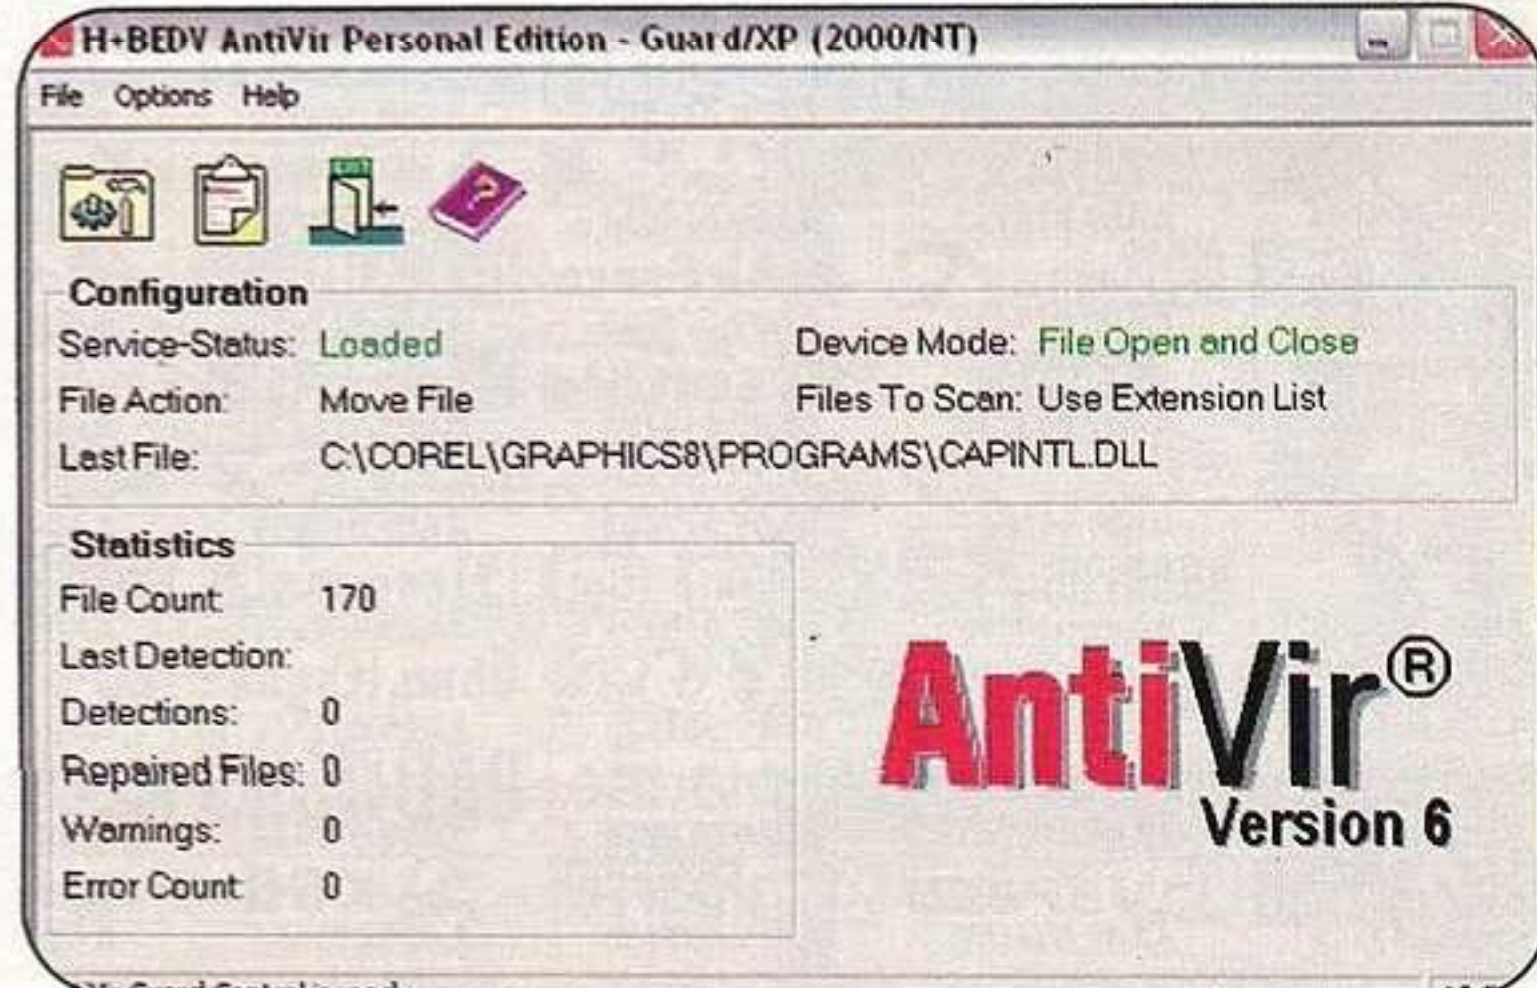 H+BEDV AntiVir Personal Edition - Guard/XP (2000/NT)
File Options Help
EXIT
?
Configuration
Service-Status: Loaded
Device Mode: File Open and Close
File Action: Move File
Files To Scan: Use Extension List
Last File: C:\COREL\GRAPHICS8\PROGRAMS\CAPINTL.DLL
Statistics
File Count: 170
Last Detection:
Detections: 0
Repaired Files: 0
Warnings: 0
Error Count: 0
AntiVir®
Version 6